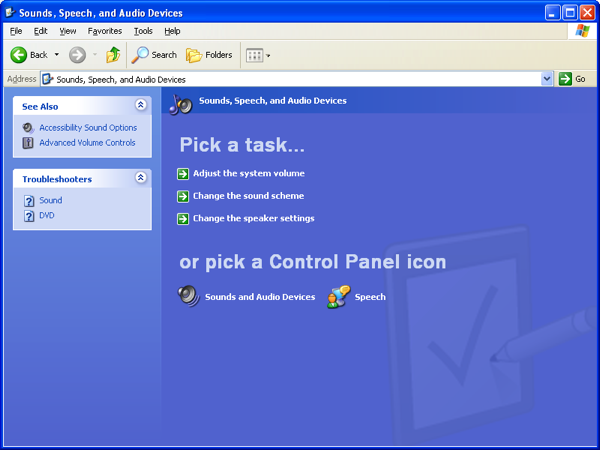 Sounds, Speech, and Audio Devices
File Edit View Favorites Tools Help
Back Search Folders
Address Sounds, Speech, and Audio Devices Go
See Also
Accessibility Sound Options
Advanced Volume Controls
Troubleshooters
Sound
DVD
Sounds, Speech, and Audio Devices
Pick a task...
Adjust the system volume
Change the sound scheme
Change the speaker settings
or pick a Control Panel icon
Sounds and Audio Devices Speech